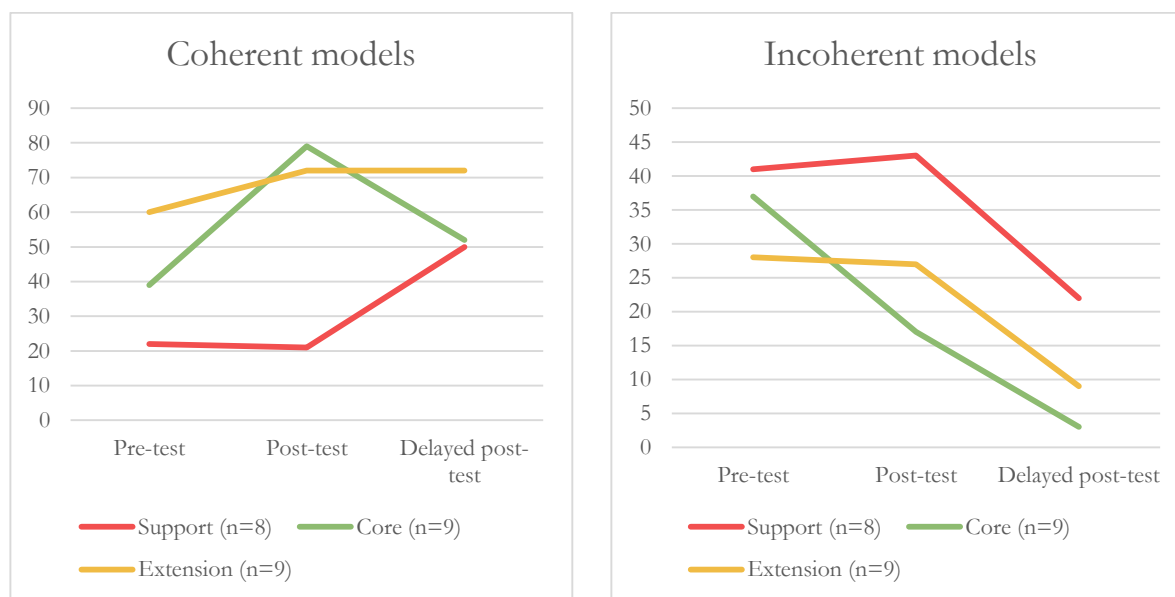 Coherent models
90
80
70
60
50
40
30
20
10
0
Pre-test Post-test Delayed post-
test
Support (n=8) Core (n=9)
Extension (n=9)
Incoherent models
50
45
40
35
30
25
20
15
10
5
0
Pre-test Post-test Delayed post-test
Support (n=8) Core (n=9)
Extension (n=9)